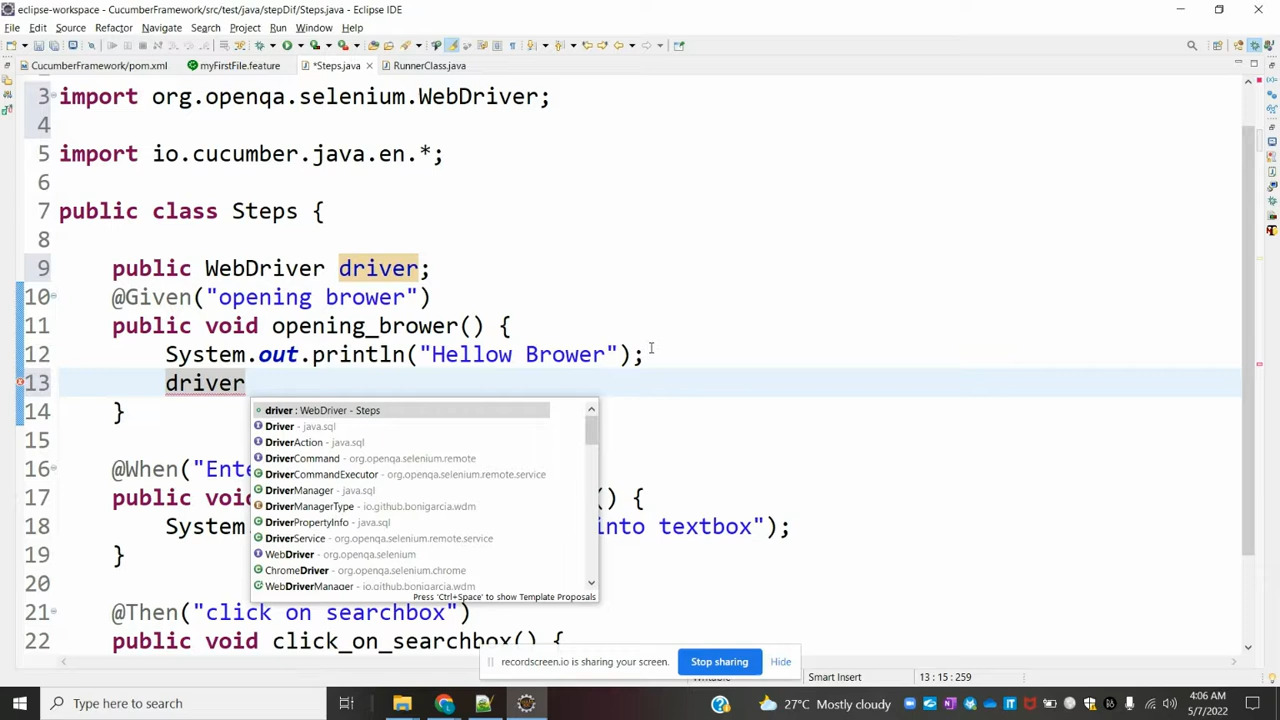 eclipse-workspace - CucumberFramework/src/test/java/stepDif/Steps.java - Eclipse IDE
File Edit Source Refactor Navigate Search Project Run Window Help
CucumberFramework/pom.xml myFirstFile.feature *Steps.java RunnerClass.java
3 import org.openqa.selenium.WebDriver;
4
5 import io.cucumber.java.en.*;
6
7 public class Steps {
8
9 public WebDriver driver;
10 @Given("opening brower")
11 public void opening_brower() {
12 System.out.println("Hellow Brower");
13 driver
14 }
15
16 @When("Ente
17 public void () {
18 System. into textbox");
19 }
20
21 @Then("click on searchbox")
22 public void click_on_searchbox() {
driver : WebDriver - Steps
Driver - java.sql
DriverAction - java.sql
DriverCommand - org.openqa.selenium.remote
DriverCommandExecutor - org.openqa.selenium.remote.service
DriverManager - java.sql
DriverManagerType - io.github.bonigarcia.wdm
DriverPropertyInfo - java.sql
DriverService - org.openqa.selenium.remote.service
WebDriver - org.openqa.selenium
ChromeDriver - org.openqa.selenium.chrome
WebDriverManager - io.github.bonigarcia.wdm
Press 'Ctrl+Space' to show Template Proposals
recordscreen.io is sharing your screen. Stop sharing Hide
Writable Smart Insert 13 : 15 : 259
Type here to search
27°C Mostly cloudy
4:06 AM
5/7/2022